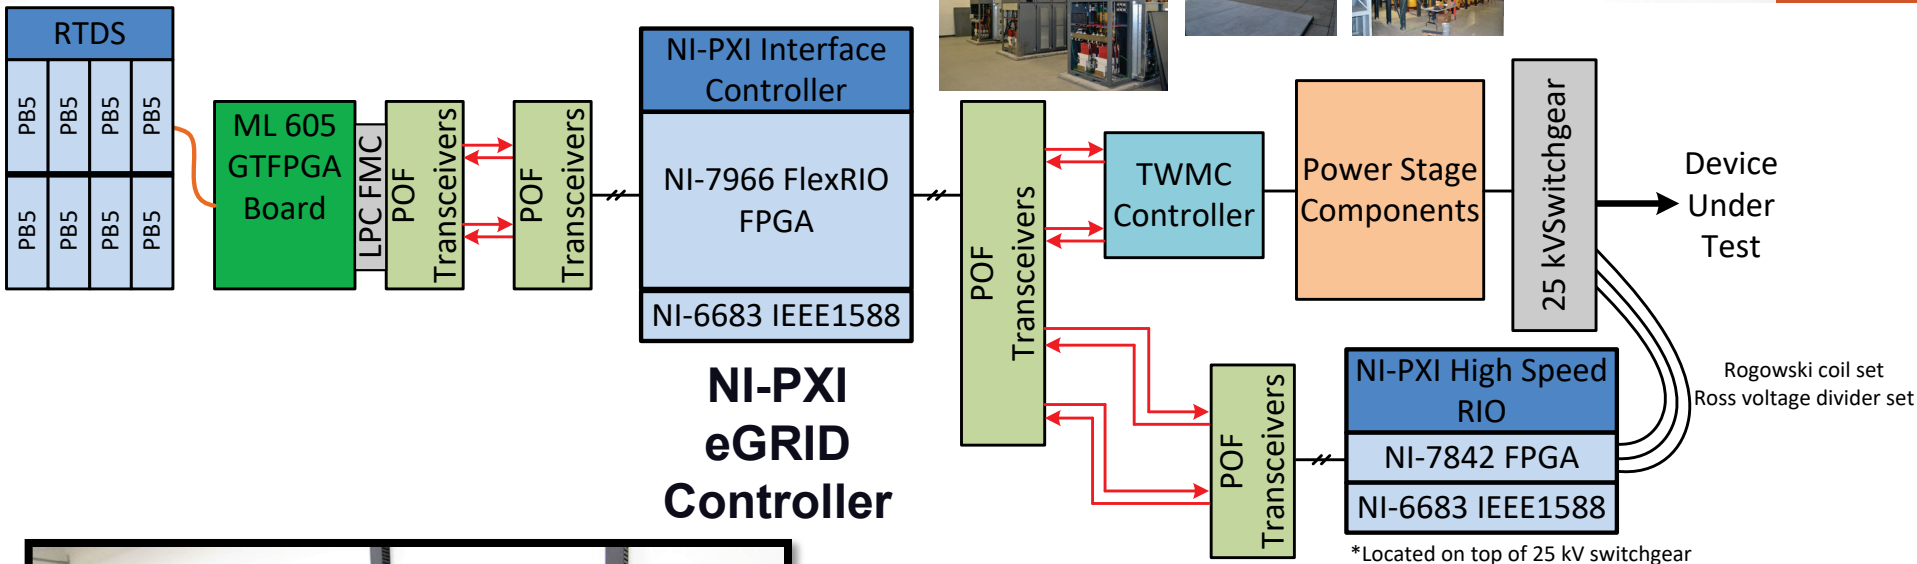 RTDS
PB5
PB5
PB5
PB5
PB5
PB5
PB5
PB5
ML 605
GTFPGA
Board
LPC FMC
POF
Transceivers
POF
Transceivers
NI-PXI Interface
Controller
NI-7966 FlexRIO
FPGA
NI-6683 IEEE1588
NI-PXI
eGRID
Controller
POF
Transceivers
TWMC
Controller
Power Stage
Components
25 kVSwitchgear
Device
Under
Test
POF
Transceivers
NI-PXI High Speed
RIO
NI-7842 FPGA
NI-6683 IEEE1588
Rogowski coil set
Ross voltage divider set
*Located on top of 25 kV switchgear